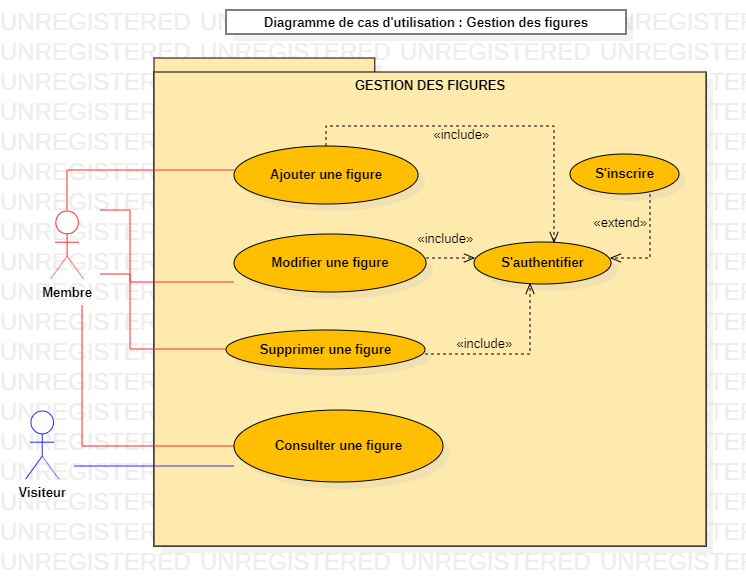 Diagramme de cas d'utilisation : Gestion des figures
GESTION DES FIGURES
«include»
Ajouter une figure
S'inscrire
«extend»
«include»
Modifier une figure
S'authentifier
Membre
«include»
Supprimer une figure
Consulter une figure
Visiteur
UNREGISTERED UNREGISTERED UNREGISTERED UNREGISTERED